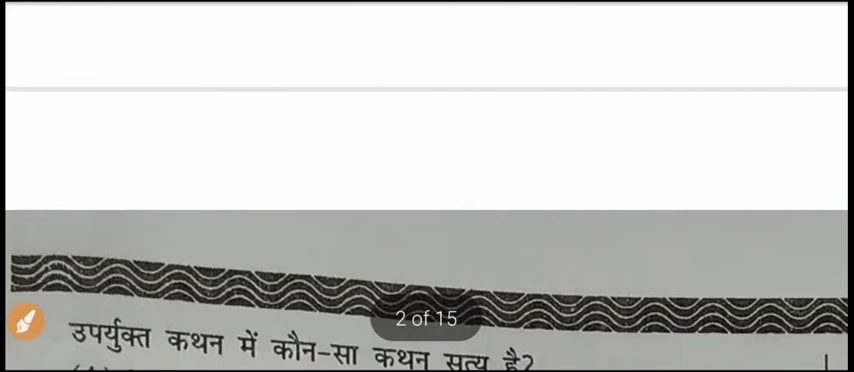 2 of 15
उपर्युक्त कथन में कौन-सा कथन सत्य है?